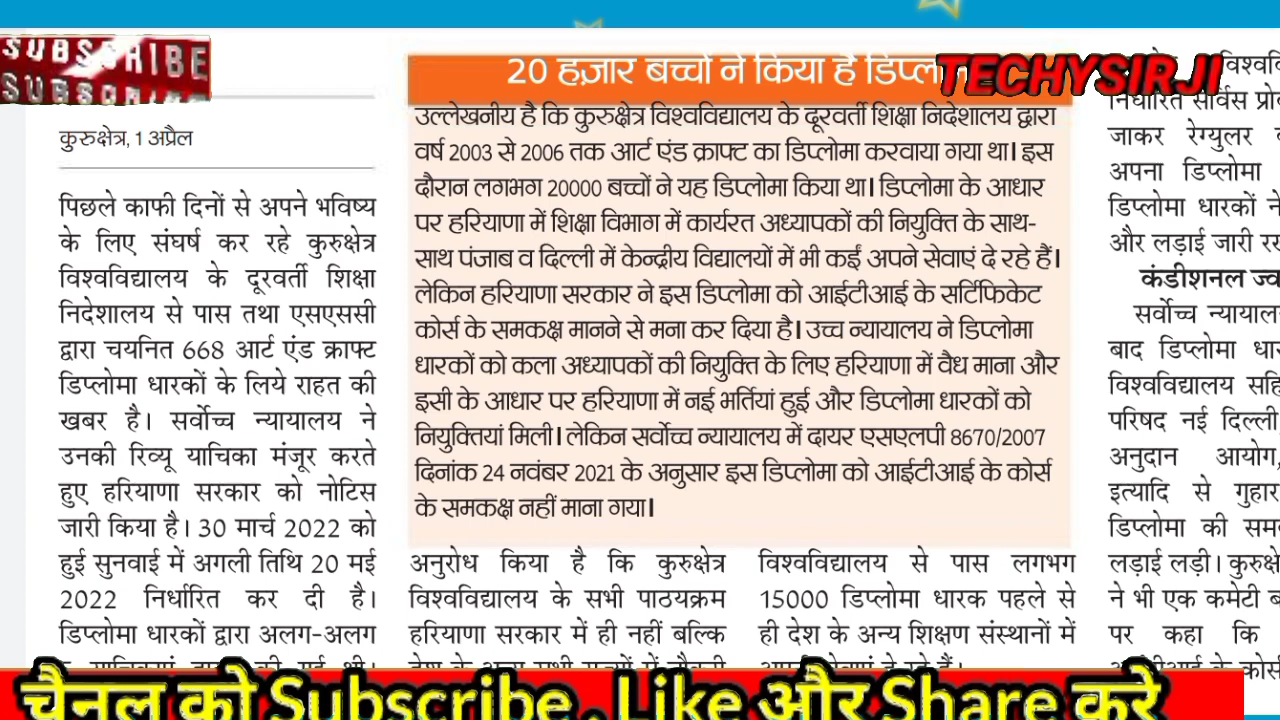 SUBSCRIBE
SUBSCRIBE
TECHYSIRJI
कुरुक्षेत्र, 1 अप्रैल
पिछले काफी दिनों से अपने भविष्य
के लिए संघर्ष कर रहे कुरुक्षेत्र
विश्वविद्यालय के दूरवर्ती शिक्षा
निदेशालय से पास तथा एसएससी
द्वारा चयनित 668 आर्ट एंड क्राफ्ट
डिप्लोमा धारकों के लिये राहत की
खबर है। सर्वोच्च न्यायालय ने
उनकी रिव्यू याचिका मंजूर करते
हुए हरियाणा सरकार को नोटिस
जारी किया है। 30 मार्च 2022 को
हुई सुनवाई में अगली तिथि 20 मई
2022 निर्धारित कर दी है।
डिप्लोमा धारकों द्वारा अलग-अलग
20 हज़ार बच्चों ने किया है
उल्लेखनीय है कि कुरुक्षेत्र विश्वविद्यालय के दूरवर्ती शिक्षा निदेशालय द्वारा
वर्ष 2003 से 2006 तक आर्ट एंड क्राफ्ट का डिप्लोमा करवाया गया था। इस
दौरान लगभग 20000 बच्चों ने यह डिप्लोमा किया था। डिप्लोमा के आधार
पर हरियाणा में शिक्षा विभाग में कार्यरत अध्यापकों की नियुक्ति के साथ-
साथ पंजाब व दिल्ली में केन्द्रीय विद्यालयों में भी कईं अपने सेवाएं दे रहे हैं।
लेकिन हरियाणा सरकार ने इस डिप्लोमा को आईटीआई के सर्टिफिकेट
कोर्स के समकक्ष मानने से मना कर दिया है। उच्च न्यायालय ने डिप्लोमा
धारकों को कला अध्यापकों की नियुक्ति के लिए हरियाणा में वैध माना और
इसी के आधार पर हरियाणा में नई भर्तियां हुई और डिप्लोमा धारकों को
नियुक्तियां मिली। लेकिन सर्वोच्च न्यायालय में दायर एसएलपी 8670/2007
दिनांक 24 नवंबर 2021 के अनुसार इस डिप्लोमा को आईटीआई के कोर्स
के समकक्ष नहीं माना गया।
अनुरोध किया है कि कुरुक्षेत्र
विश्वविद्यालय के सभी पाठयक्रम
हरियाणा सरकार में ही नहीं बल्कि
विश्वविद्यालय से पास लगभग
15000 डिप्लोमा धारक पहले से
ही देश के अन्य शिक्षण संस्थानों में
निर्धारित सर्विस
जाकर रेग्युलर
अपना डिप्लोमा
डिप्लोमा धारकों ने
और लड़ाई जारी
कंडीशनल
सर्वोच्च
बाद डिप्लोमा
विश्वविद्यालय
परिषद नई दिल्ली
अनुदान आयोग,
इत्यादि से गुहार
डिप्लोमा की
लड़ाई लड़ी।
ने भी एक कमेटी
पर कहा कि
चैनल को Subscribe , Like और Share करे